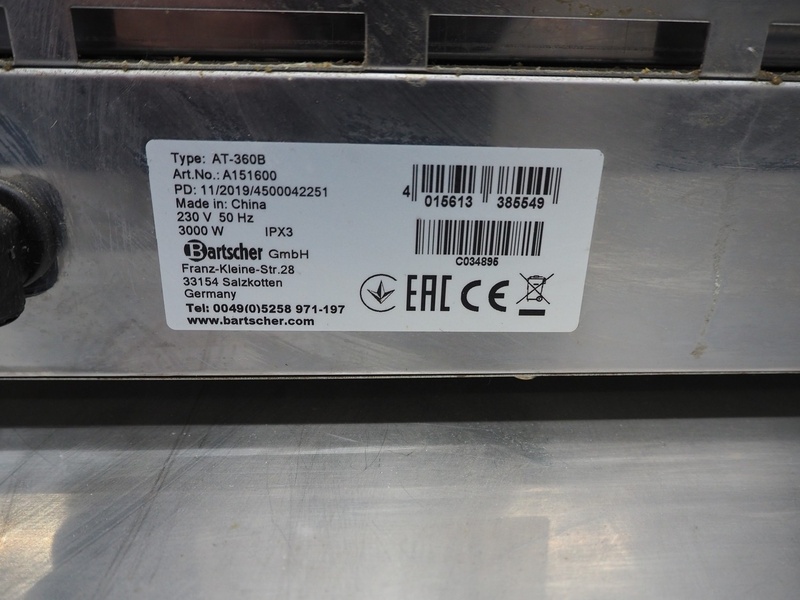 Type: AT-360B
Art.No.: A151600
PD: 11/2019/4500042251
Made in: China
230 V 50 Hz
3000 W IPX3
Bartscher GmbH
Franz-Kleine-Str.28
33154 Salzkotten
Germany
Tel: 0049(0)5258 971-197
www.bartscher.com
4 015613 385549
C034895
EAC CE